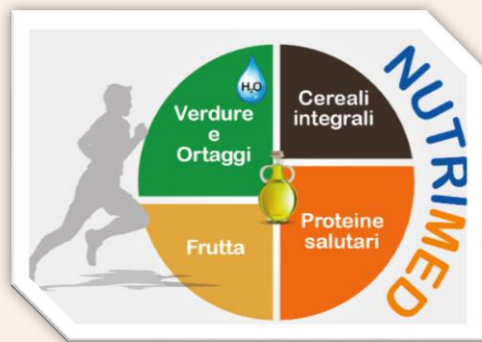 H₂O
Verdure
e
Ortaggi
Cereali
integrali
Frutta
Proteine
salutari
NUTRIMED